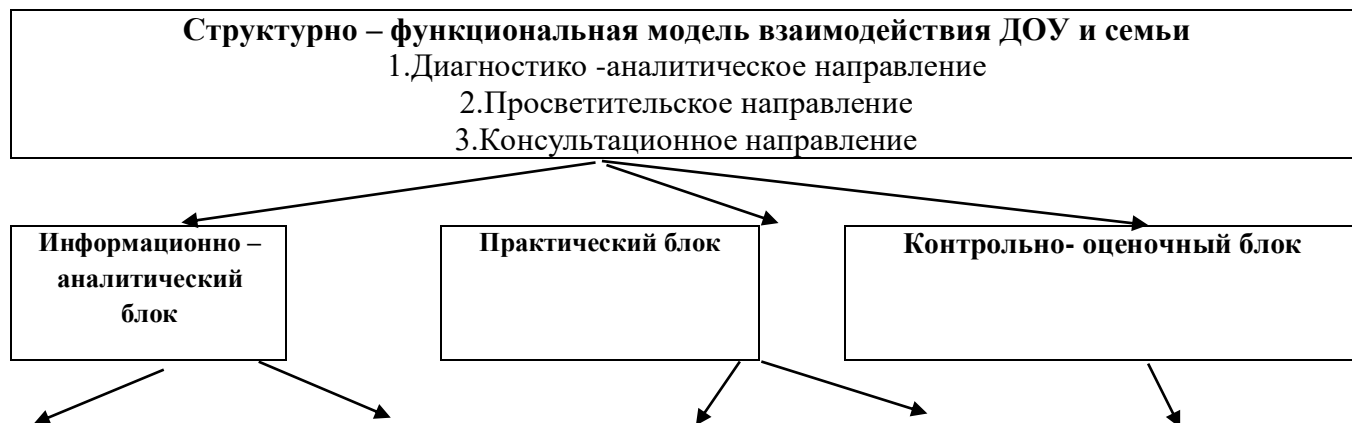 Структурно – функциональная модель взаимодействия ДОУ и семьи
1.Диагностико -аналитическое направление
2.Просветительское направление
3.Консультационное направление
Информационно –
аналитический
блок
Практический блок
Контрольно- оценочный блок